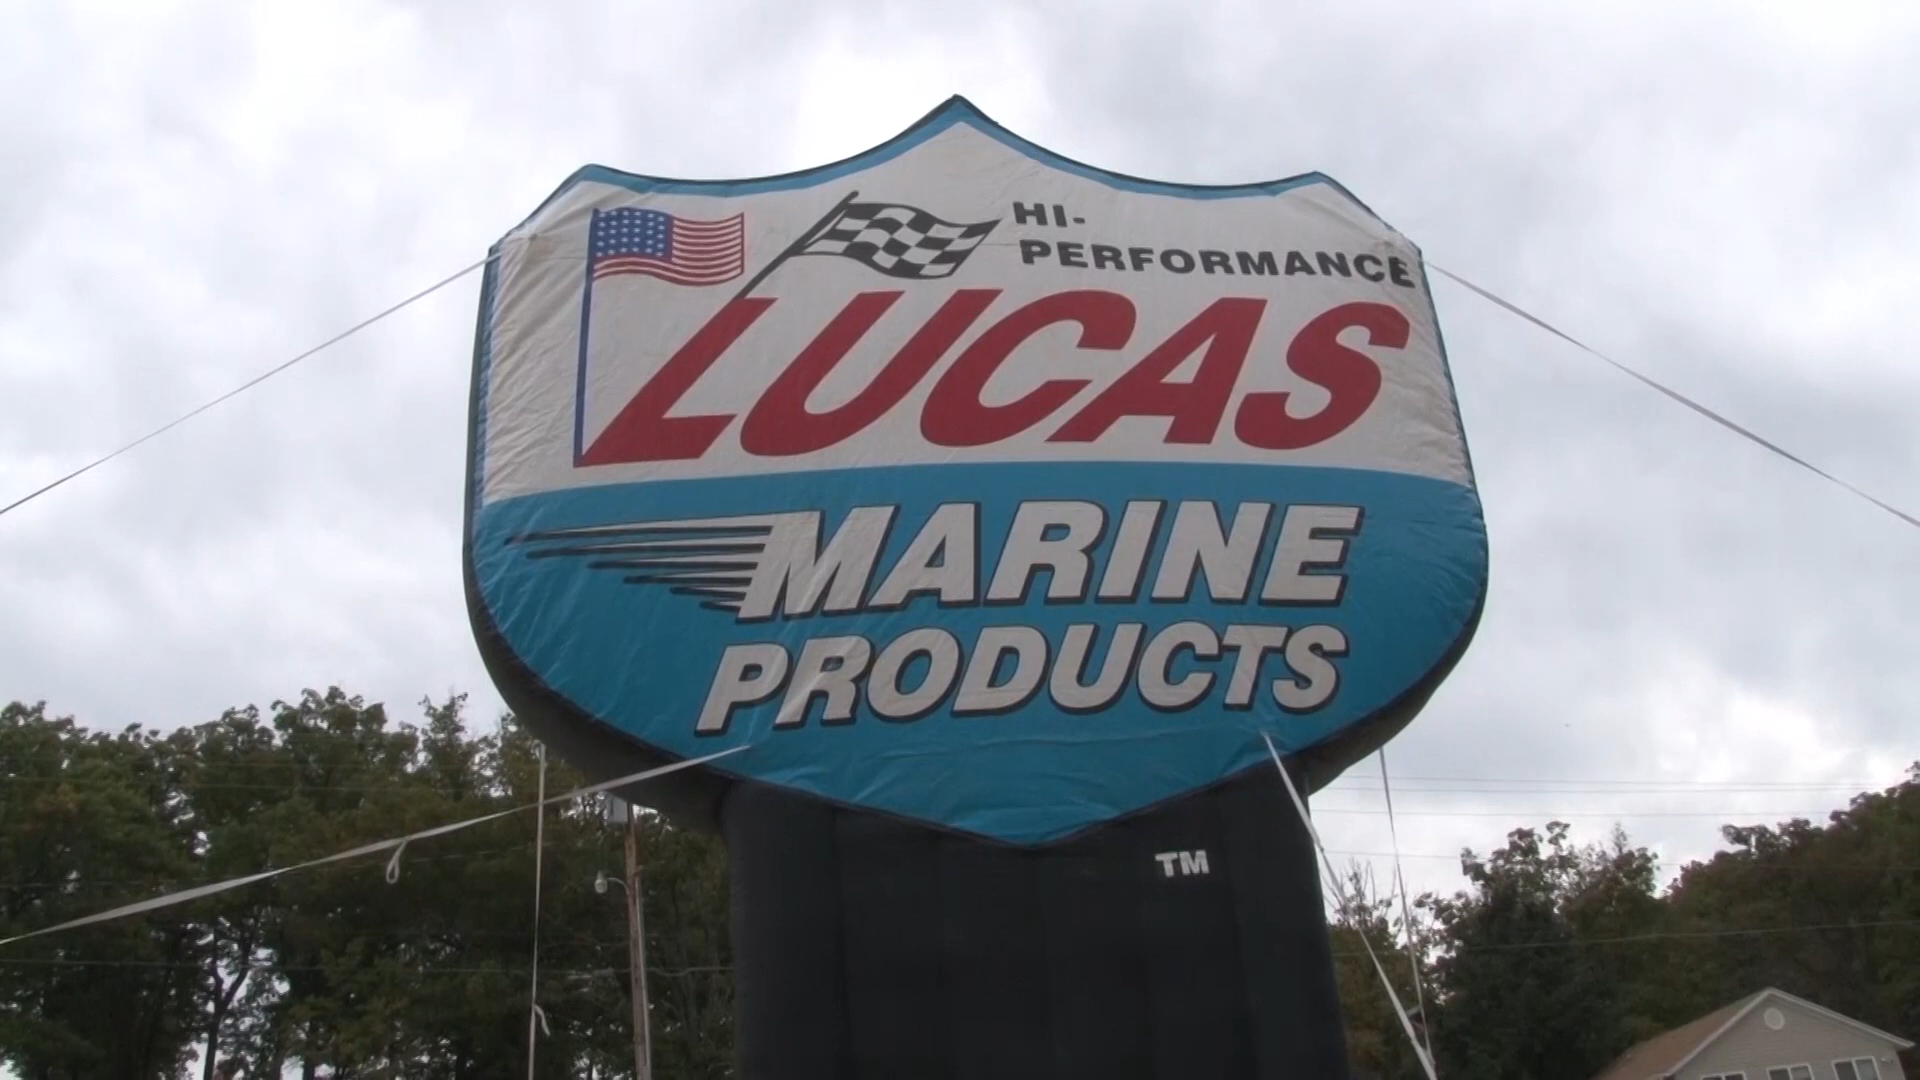 HI-
PERFORMANCE
LUCAS
MARINE
PRODUCTS
TM